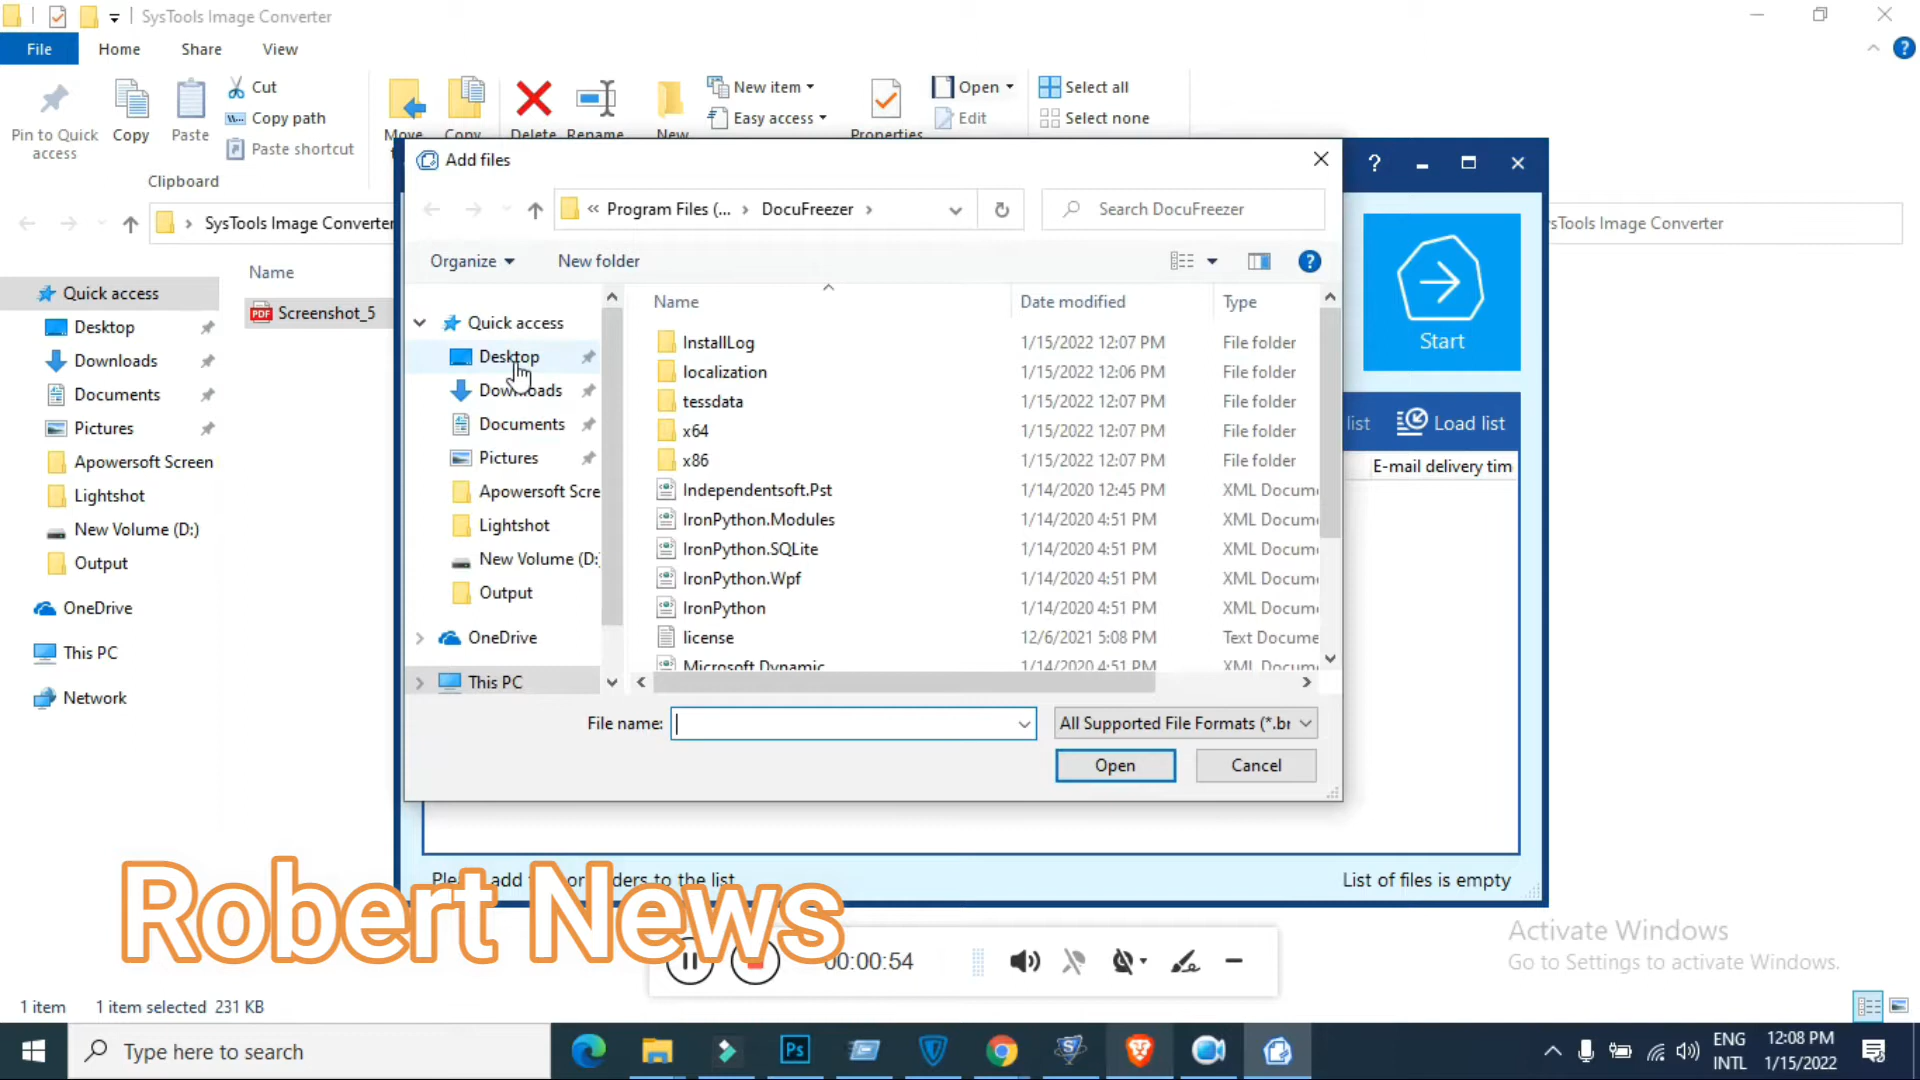 SysTools Image Converter
File Home Share View
Pin to Quick access
Copy
Paste
Cut
Copy path
Paste shortcut
Clipboard
Move
Copy
Delete
Rename
New
New item
Easy access
Properties
Open
Edit
Select all
Select none
SysTools Image Converter
sTools Image Converter
Quick access
Desktop
Downloads
Documents
Pictures
Apowersoft Screen
Lightshot
New Volume (D:)
Output
OneDrive
This PC
Network
Name
Screenshot_5
Add files
« Program Files (... › DocuFreezer ›
Search DocuFreezer
Organize New folder
Quick access
Desktop
Downloads
Documents
Pictures
Apowersoft Scre
Lightshot
New Volume (D:
Output
OneDrive
This PC
Name Date modified Type
InstallLog 1/15/2022 12:07 PM File folder
localization 1/15/2022 12:06 PM File folder
tessdata 1/15/2022 12:07 PM File folder
x64 1/15/2022 12:07 PM File folder
x86 1/15/2022 12:07 PM File folder
Independentsoft.Pst 1/14/2020 12:45 PM XML Docum
IronPython.Modules 1/14/2020 4:51 PM XML Docum
IronPython.SQLite 1/14/2020 4:51 PM XML Docum
IronPython.Wpf 1/14/2020 4:51 PM XML Docum
IronPython 1/14/2020 4:51 PM XML Docum
license 12/6/2021 5:08 PM Text Docume
Microsoft.Dynamic 1/14/2020 4:51 PM XML Docum
File name:
All Supported File Formats (*.br
Open Cancel
Start
list Load list
E-mail delivery tim
add or ders to the list
List of files is empty
Robert News
00:00:54
Activate Windows
Go to Settings to activate Windows.
1 item 1 item selected 231 KB
Type here to search
Ps
ENG
INTL
12:08 PM
1/15/2022